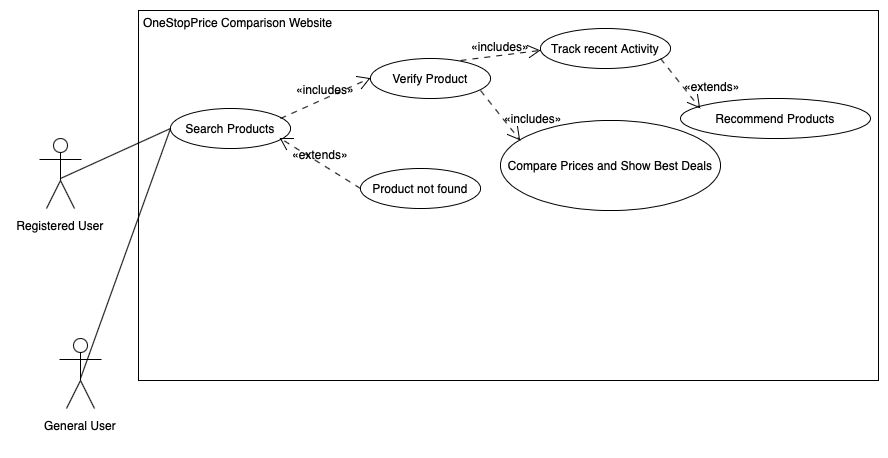 OneStopPrice Comparison Website
«includes»
Track recent Activity
Verify Product
«includes»
«extends»
Search Products
«includes»
Recommend Products
«extends»
Compare Prices and Show Best Deals
Product not found
Registered User
General User